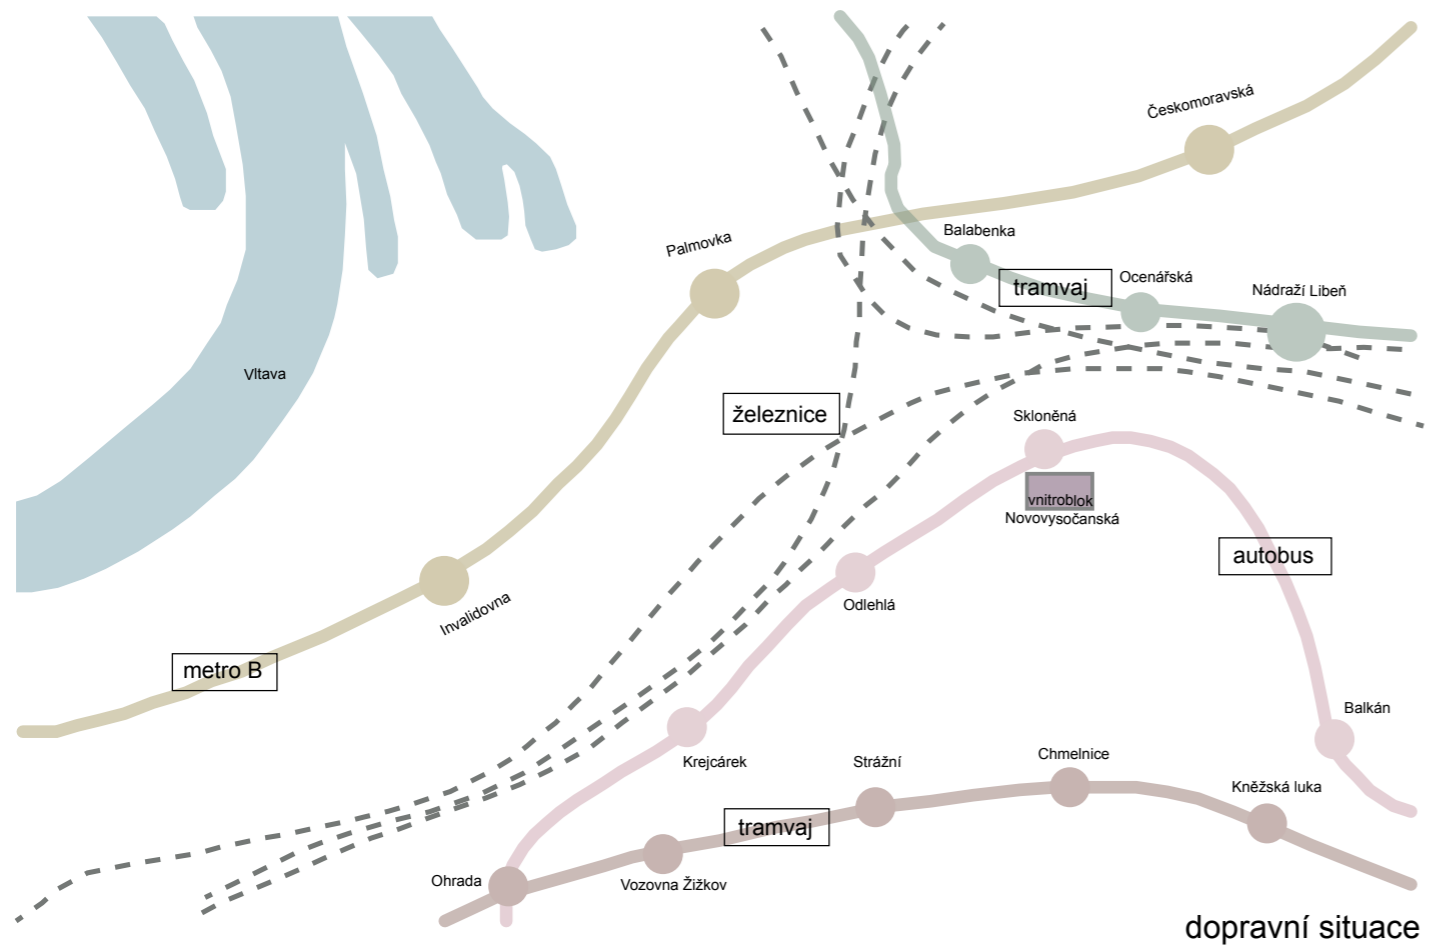 Českomoravská
Palmovka
Balabenka
Ocenářská
Nádraží Libeň
tramvaj
Vltava
železnice
Skloněná
vnitroblok
Novovysočanská
autobus
Odlehlá
Invalidovna
metro B
Balkán
Krejcárek
Strážní
Chmelnice
Kněžská luka
tramvaj
Ohrada
Vozovna Žižkov
dopravní situace